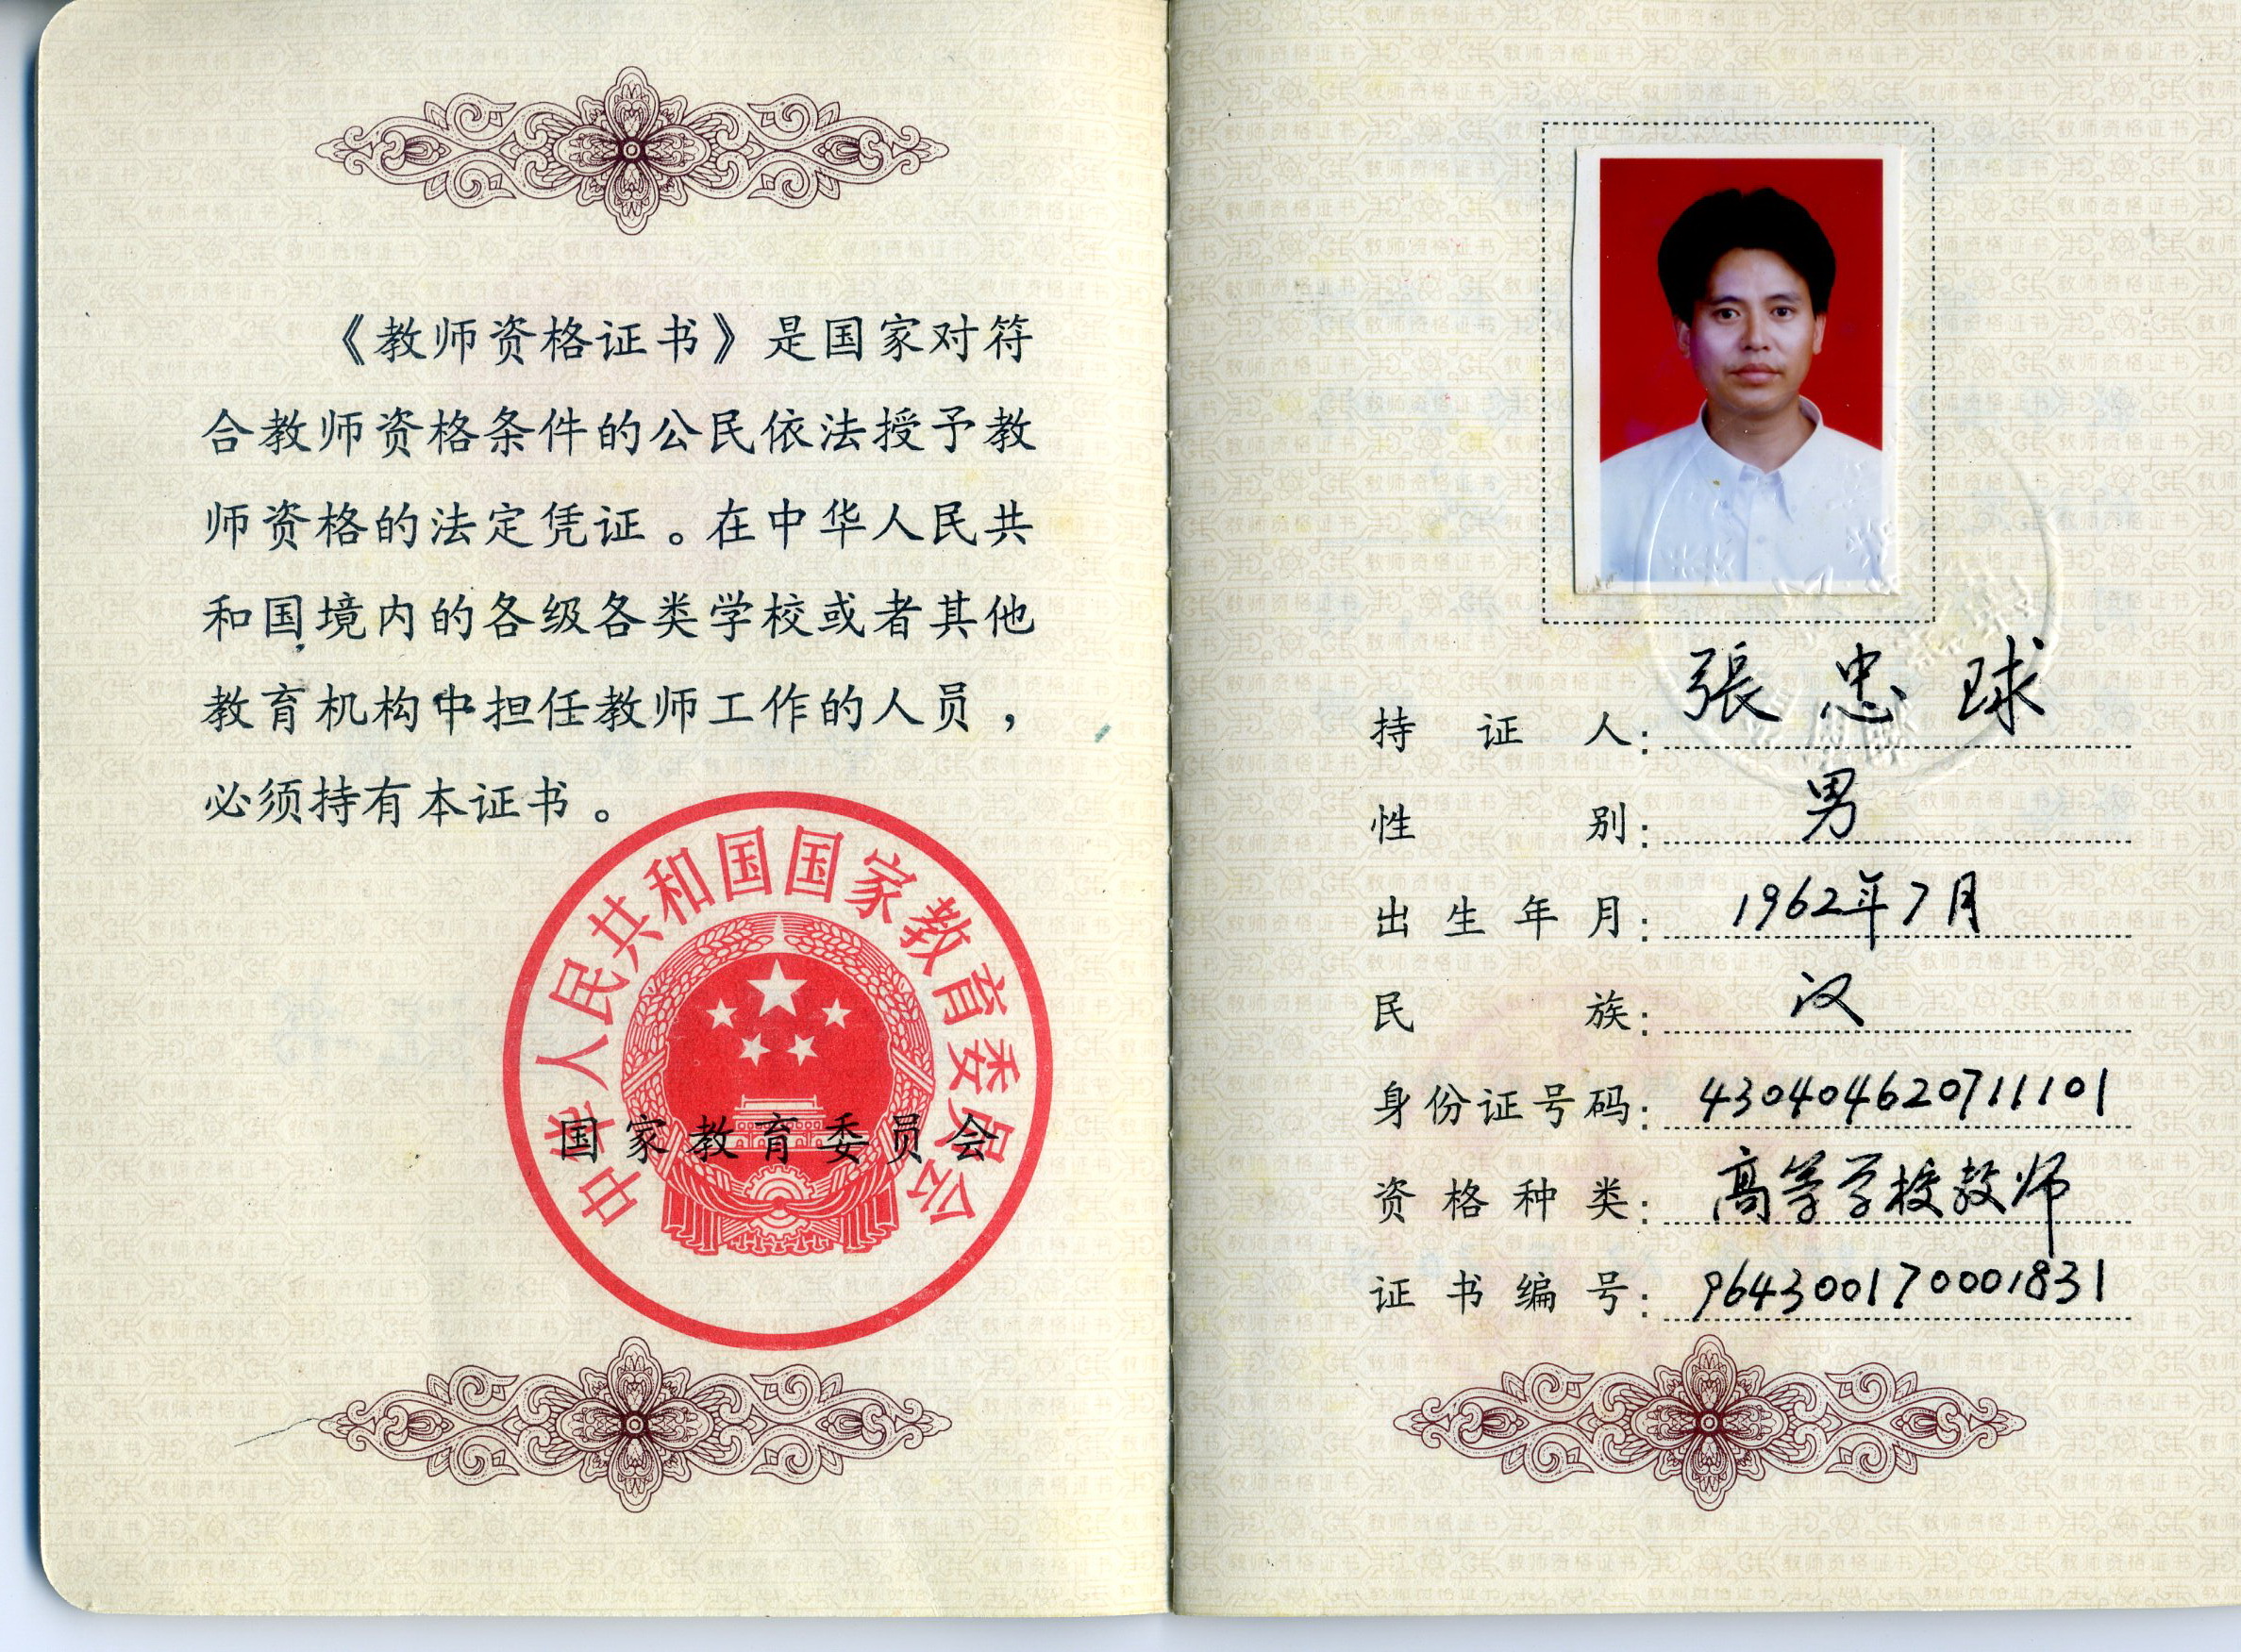 《教师资格证书》是国家对符
合教师资格条件的公民依法授予教
师资格的法定凭证。在中华人民共
和国境内的各级各类学校或者其他
教育机构中担任教师工作的人员，
必须持有本证书。
中华人民共和国国家教育委员会
国家教育委员会
持证人：張忠球
性别：男
出生年月：1962年7月
民族：汉
身份证号码：430404620711101
资格种类：高等学校教师
证书编号：964300170001831